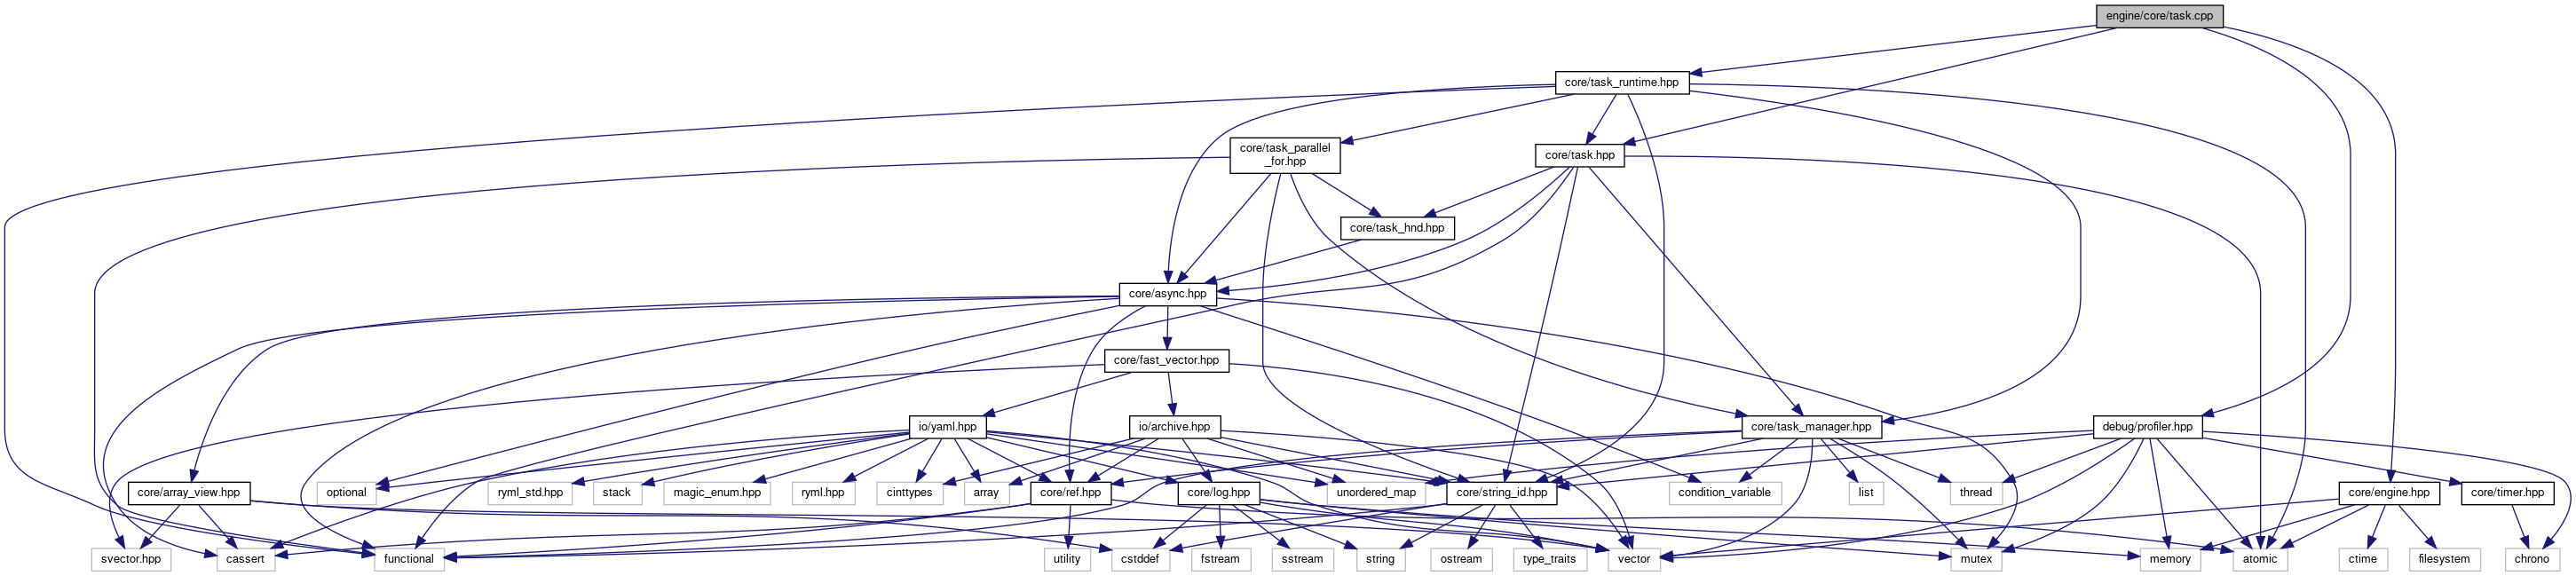 engine/core/task.cpp
core/task_runtime.hpp
core/task_parallel
_for.hpp
core/task.hpp
core/task_hnd.hpp
core/async.hpp
core/fast_vector.hpp
io/yaml.hpp
io/archive.hpp
core/task_manager.hpp
debug/profiler.hpp
core/array_view.hpp
optional
ryml_std.hpp
stack
magic_enum.hpp
ryml.hpp
cinttypes
array
core/ref.hpp
core/log.hpp
unordered_map
core/string_id.hpp
condition_variable
list
thread
core/engine.hpp
core/timer.hpp
svector.hpp
cassert
functional
utility
cstddef
fstream
sstream
string
ostream
type_traits
vector
mutex
memory
atomic
ctime
filesystem
chrono